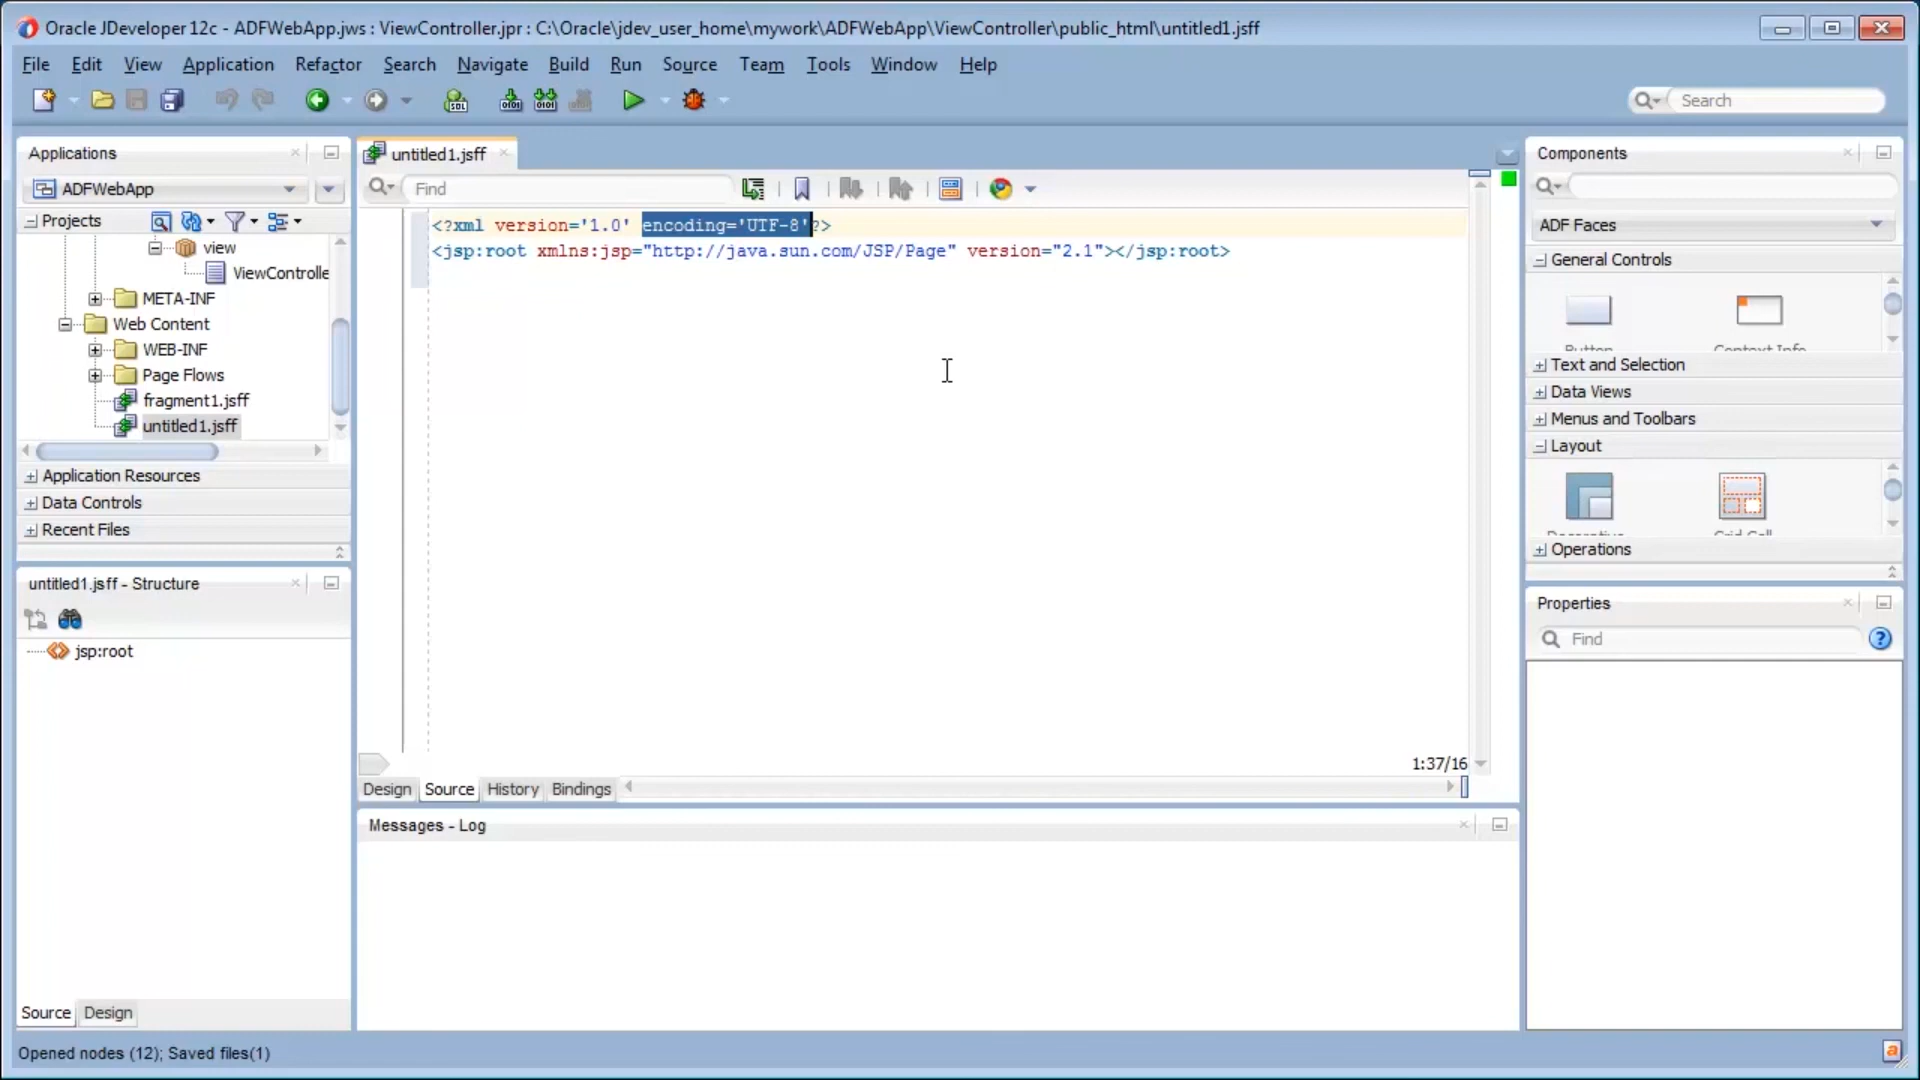 Oracle JDeveloper 12c - ADFWebApp.jws : ViewController.jpr : C:\Oracle\jdev_user_home\mywork\ADFWebApp\ViewController\public_html\untitled1.jsff
File Edit View Application Refactor Search Navigate Build Run Source Team Tools Window Help
Search
Applications
ADFWebApp
Projects
view
ViewControlle
META-INF
Web Content
WEB-INF
Page Flows
fragment1.jsff
untitled1.jsff
Application Resources
Data Controls
Recent Files
untitled1.jsff - Structure
jsp:root
Source Design
untitled1.jsff
Find
<?xml version='1.0' encoding='UTF-8'?>
<jsp:root xmlns:jsp="http://java.sun.com/JSP/Page" version="2.1"></jsp:root>
1:37/16
Design Source History Bindings
Messages - Log
Components
ADF Faces
General Controls
Button Context Info
Text and Selection
Data Views
Menus and Toolbars
Layout
Decorative Grid Cell
Operations
Properties
Find
Opened nodes (12); Saved files(1)